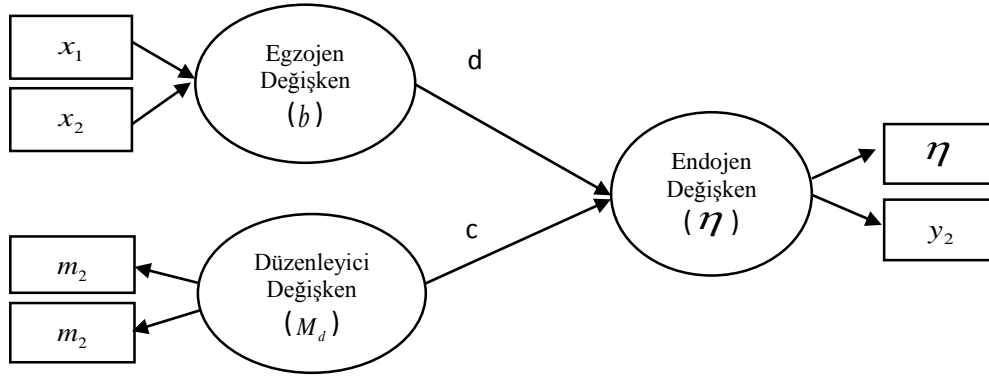 x₁
x₂
Egzojen
Değişken
(b)
d
Endojen
Değişken
(η)
η
y₂
c
m₂
m₂
Düzenleyici
Değişken
(M_d)